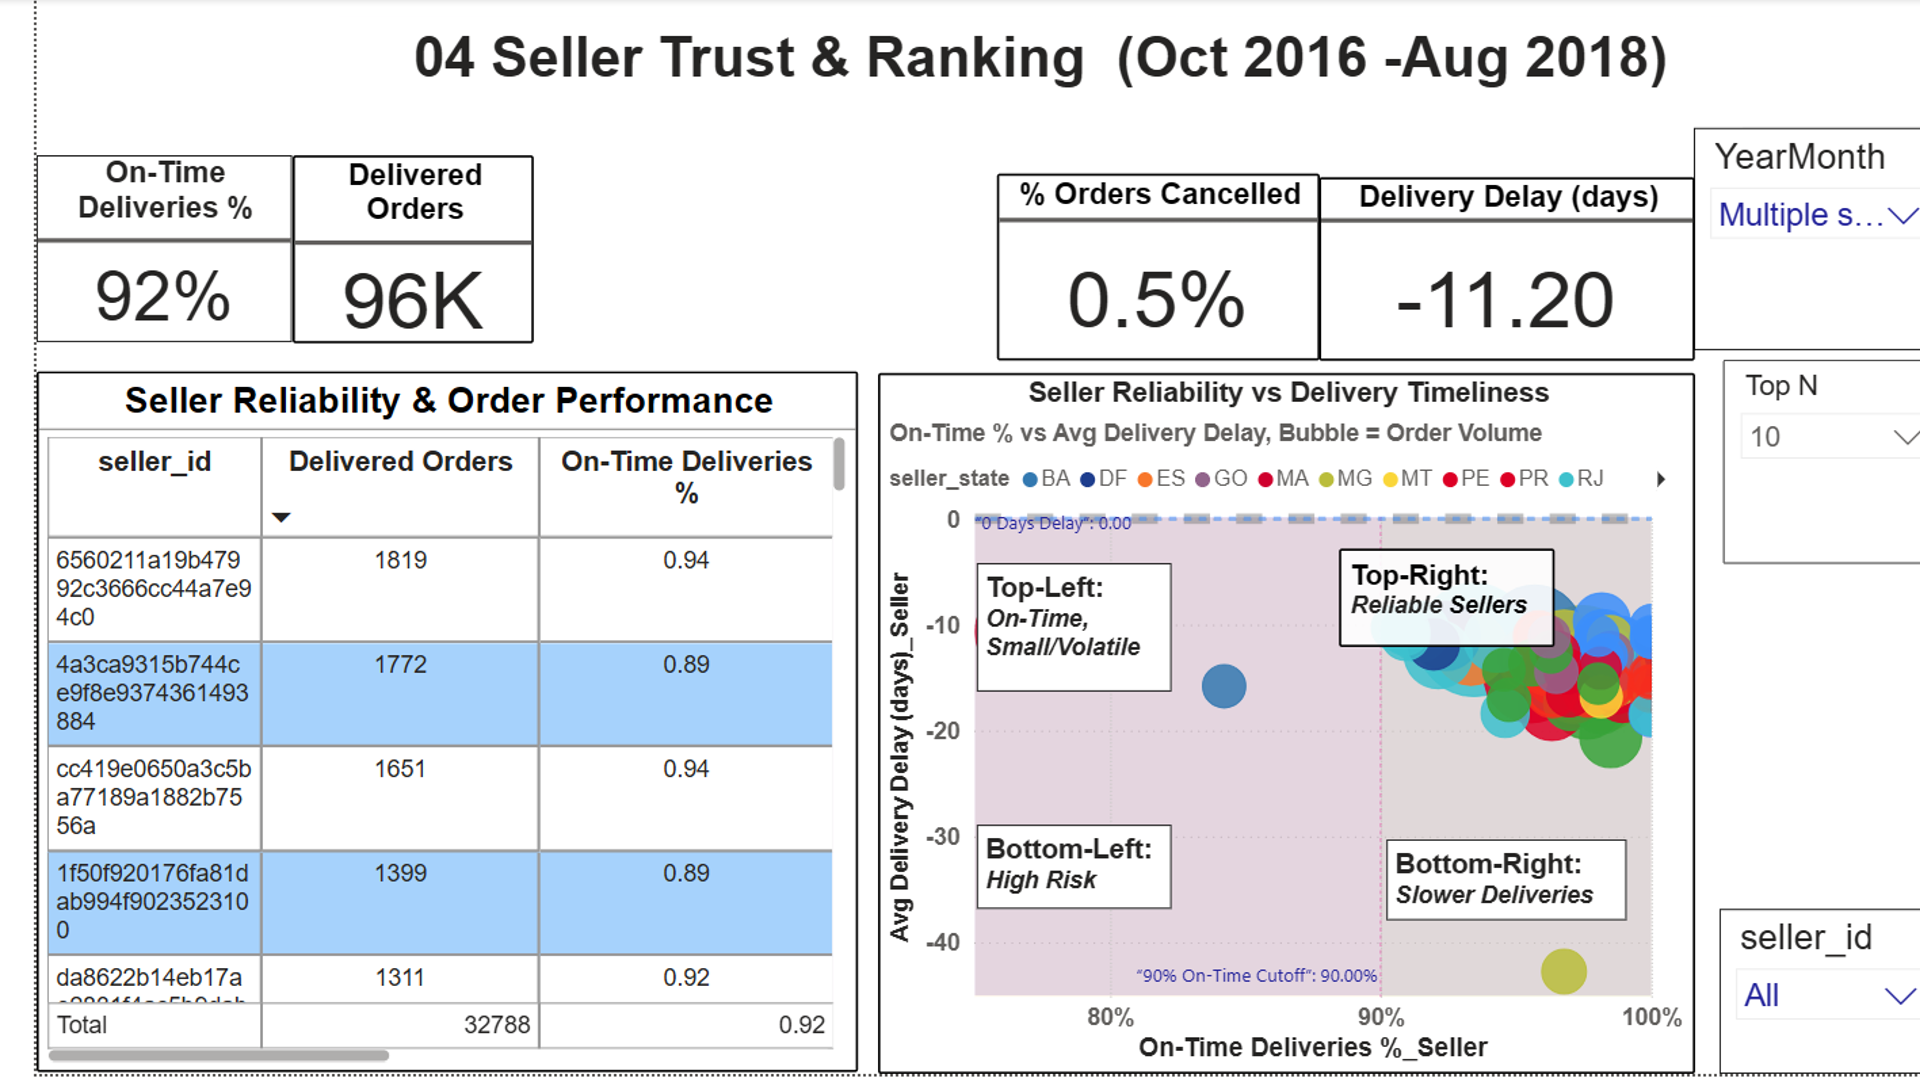 04 Seller Trust & Ranking (Oct 2016 -Aug 2018)
On-Time
Deliveries %
92%
Delivered
Orders
96K
% Orders Cancelled
0.5%
Delivery Delay (days)
-11.20
YearMonth
Multiple s...
Top N
10
Seller Reliability & Order Performance
seller_id
Delivered Orders
On-Time Deliveries
%
6560211a19b479
92c3666cc44a7e9
4c0
1819
0.94
4a3ca9315b744c
e9f8e9374361493
884
1772
0.89
cc419e0650a3c5b
a77189a1882b75
56a
1651
0.94
1f50f920176fa81d
ab994f902352310
0
1399
0.89
da8622b14eb17a
1311
0.92
Total
32788
0.92
Seller Reliability vs Delivery Timeliness
On-Time % vs Avg Delivery Delay, Bubble = Order Volume
seller_state BA DF ES GO MA MG MT PE PR RJ
0
-10
-20
-30
-40
Avg Delivery Delay (days)_Seller
"0 Days Delay": 0.00
Top-Left:
On-Time,
Small/Volatile
Top-Right:
Reliable Sellers
Bottom-Left:
High Risk
Bottom-Right:
Slower Deliveries
"90% On-Time Cutoff": 90.00%
80%
90%
100%
On-Time Deliveries %_Seller
seller_id
All